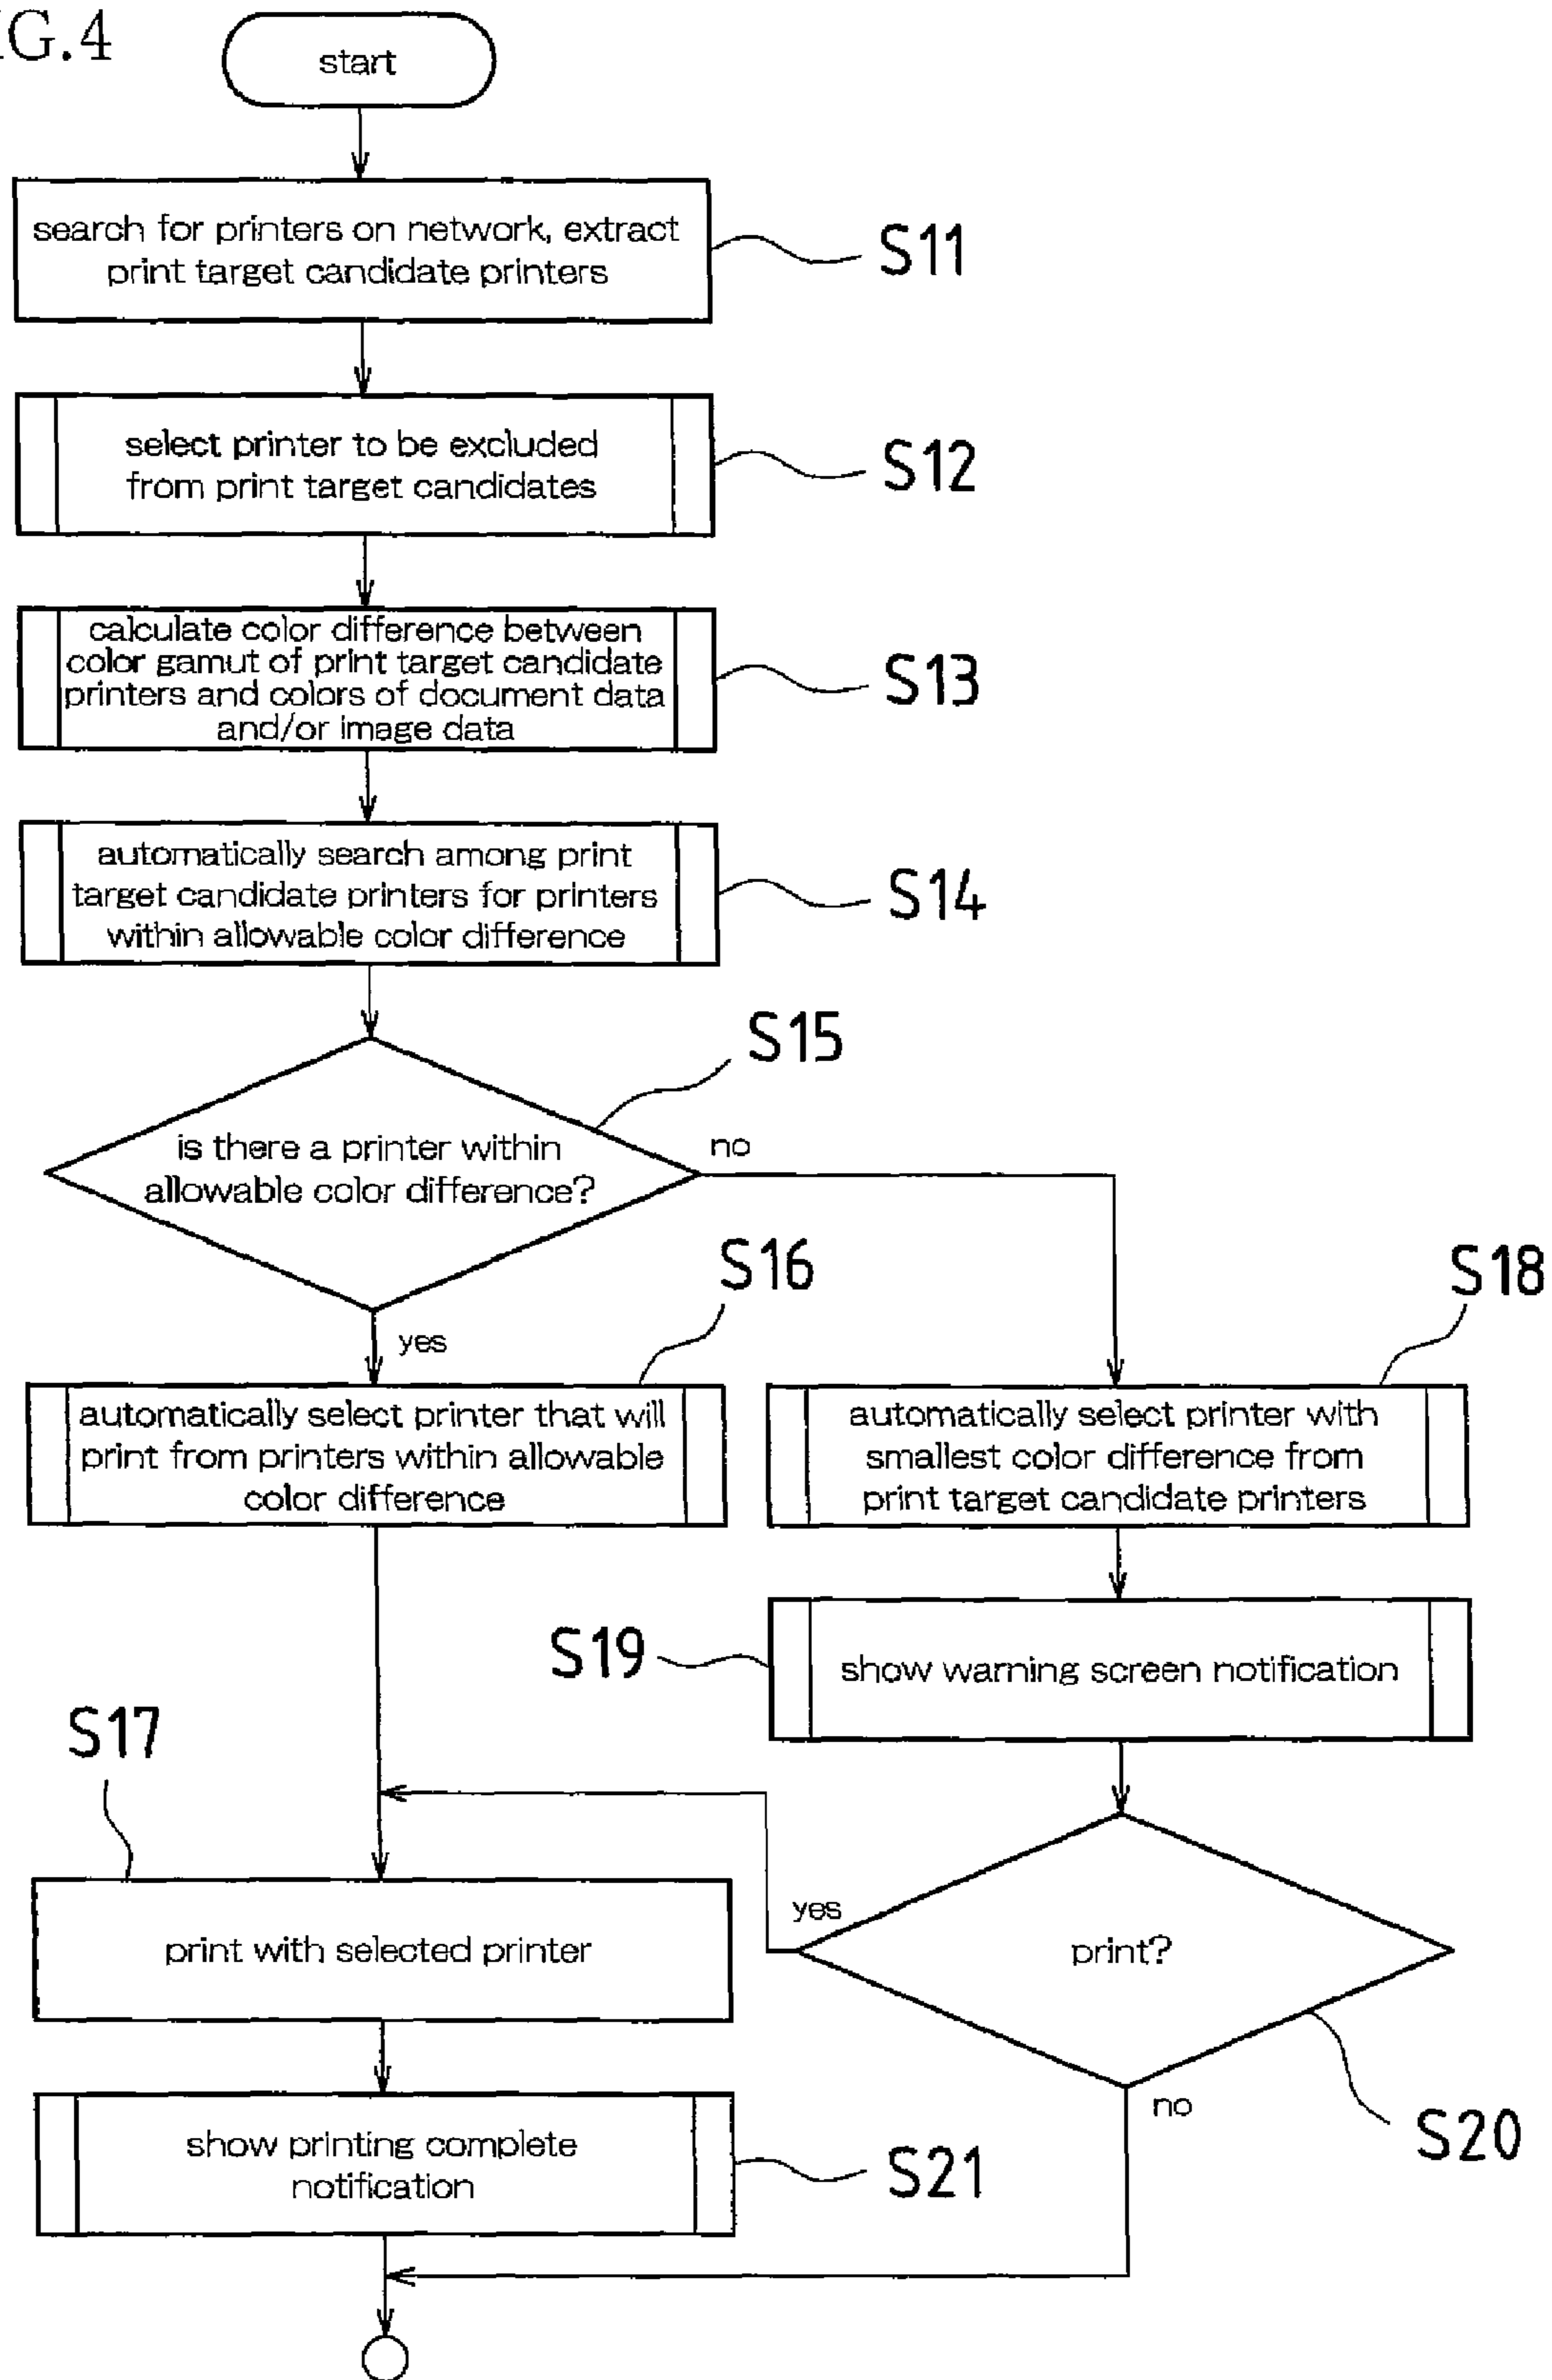 G.4
start
search for printers on network, extract
print target candidate printers
S11
select printer to be excluded
from print target candidates
S12
calculate color difference between
color gamut of print target candidate
printers and colors of document data
and/or image data
S13
automatically search among print
target candidate printers for printers
within allowable color difference
S14
S15
is there a printer within
allowable color difference?
no
yes
S16
automatically select printer that will
print from printers within allowable
color difference
S18
automatically select printer with
smallest color difference from
print target candidate printers
S19
show warning screen notification
S17
print with selected printer
yes
print?
no
S20
show printing complete
notification
S21